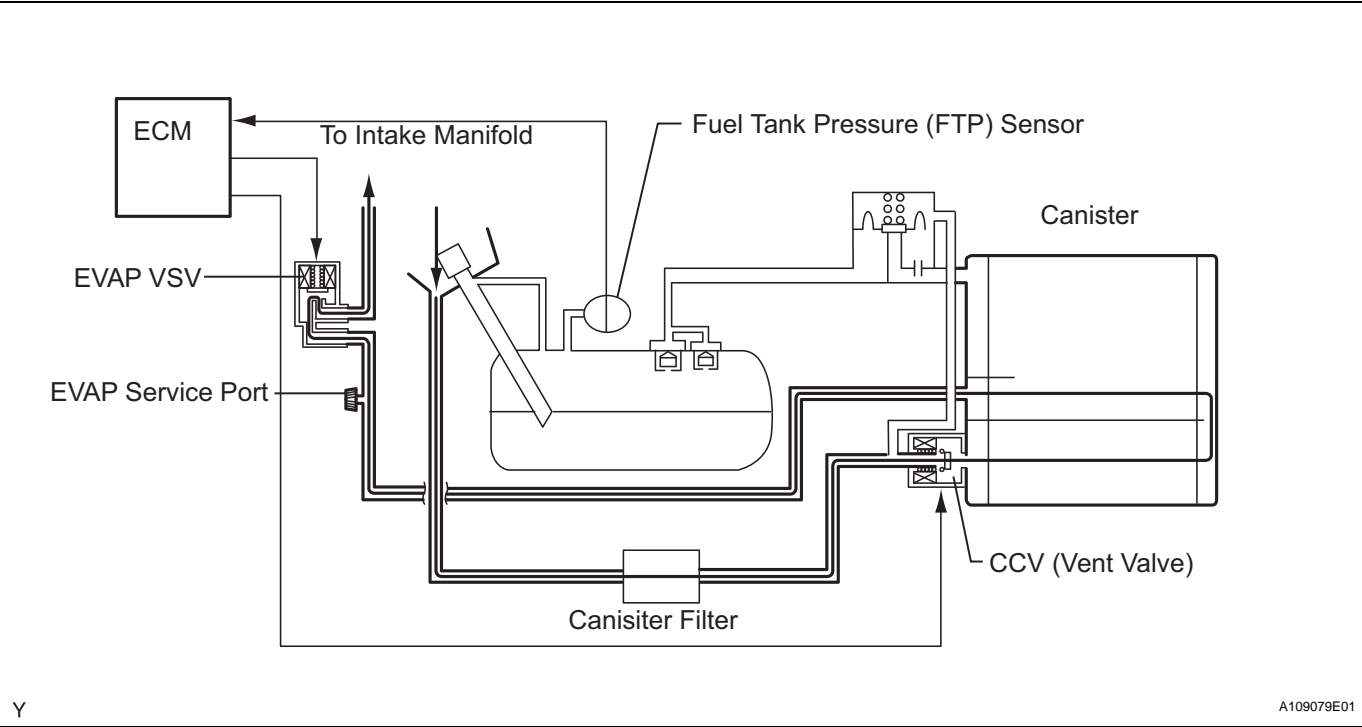 ECM
To Intake Manifold
Fuel Tank Pressure (FTP) Sensor
Canister
EVAP VSV
EVAP Service Port
CCV (Vent Valve)
Canisiter Filter
Y
A109079E01